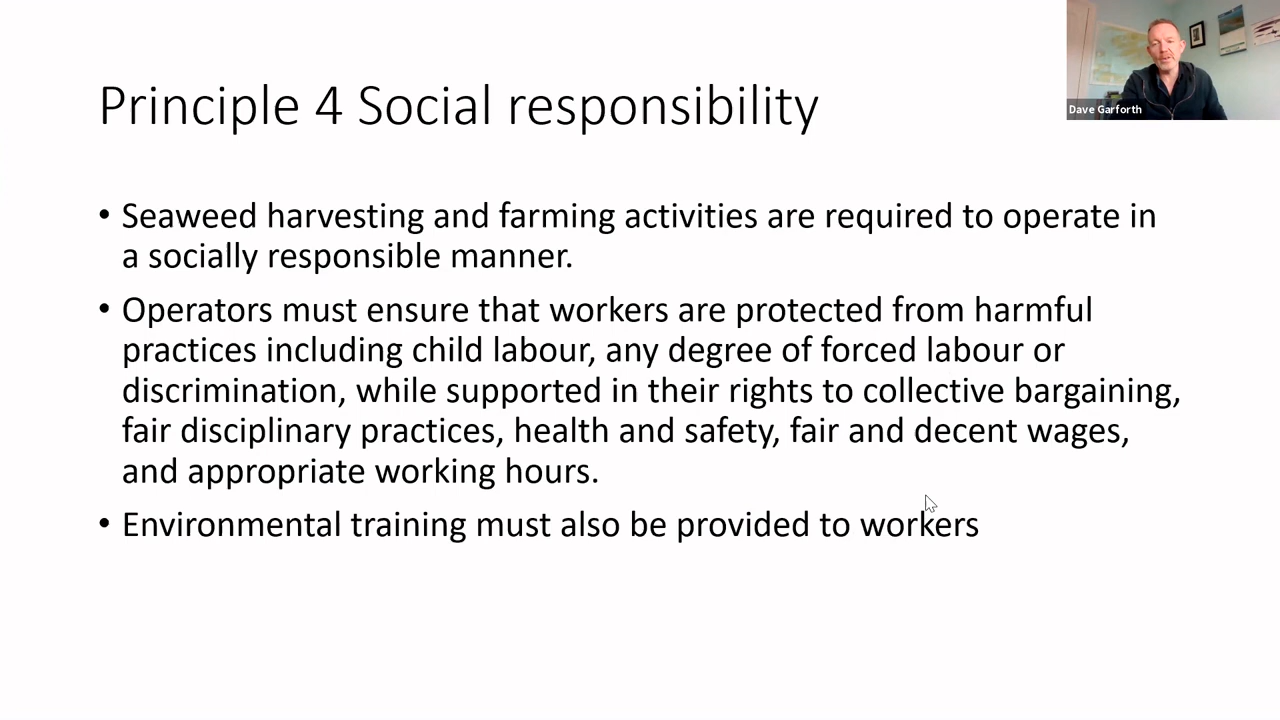 Principle 4 Social responsibility
Dave Garforth
• Seaweed harvesting and farming activities are required to operate in
a socially responsible manner.
• Operators must ensure that workers are protected from harmful
practices including child labour, any degree of forced labour or
discrimination, while supported in their rights to collective bargaining,
fair disciplinary practices, health and safety, fair and decent wages,
and appropriate working hours.
• Environmental training must also be provided to workers